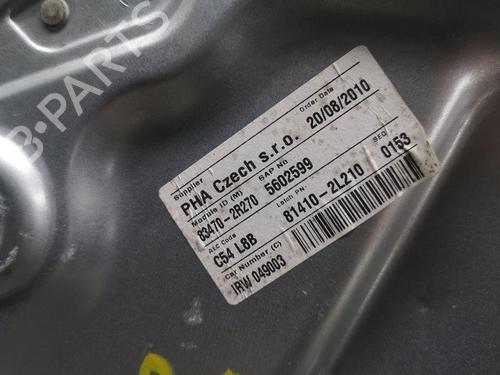 B-PARTS
Supplier Order Date
PHA Czech s.r.o. 20/08/2010
Module ID (M) SAP No
83470-2R270 5602599
ALC Code Latch PN. SEQ
C54 L8B 81410-2L210 0153
Car Number (C)
IRW 049003